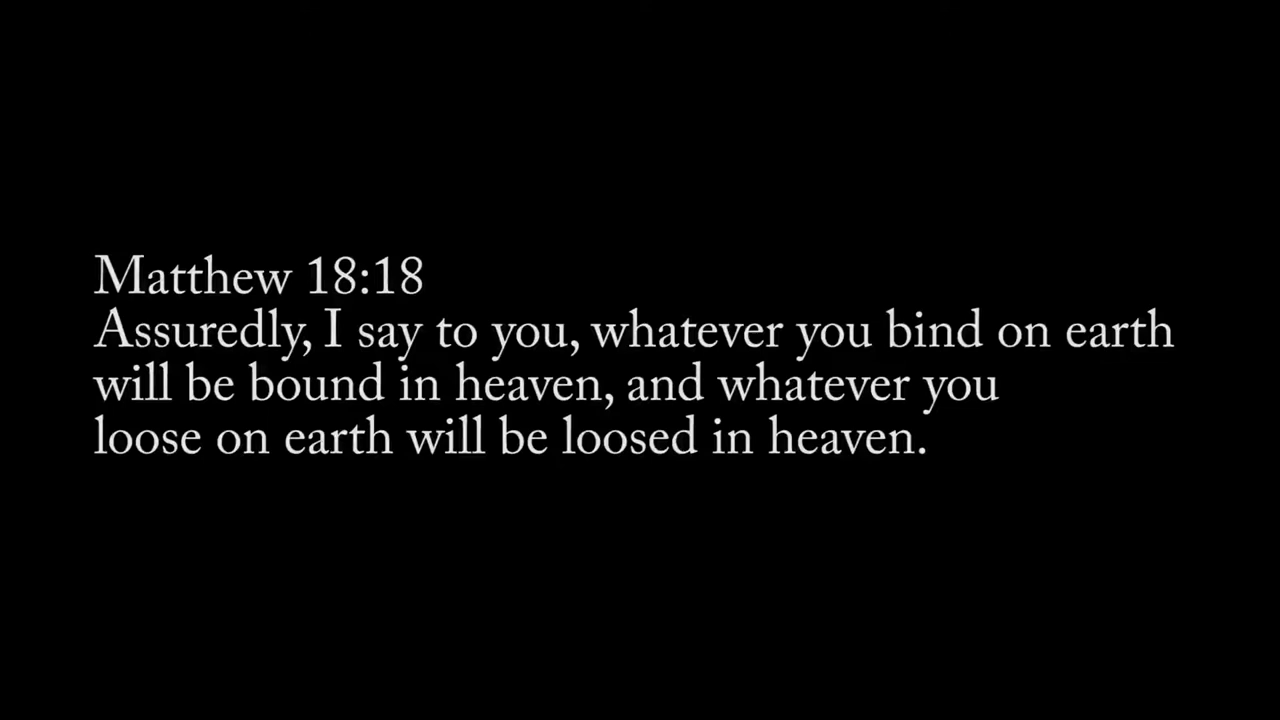 Matthew 18:18
Assuredly, I say to you, whatever you bind on earth
will be bound in heaven, and whatever you
loose on earth will be loosed in heaven.